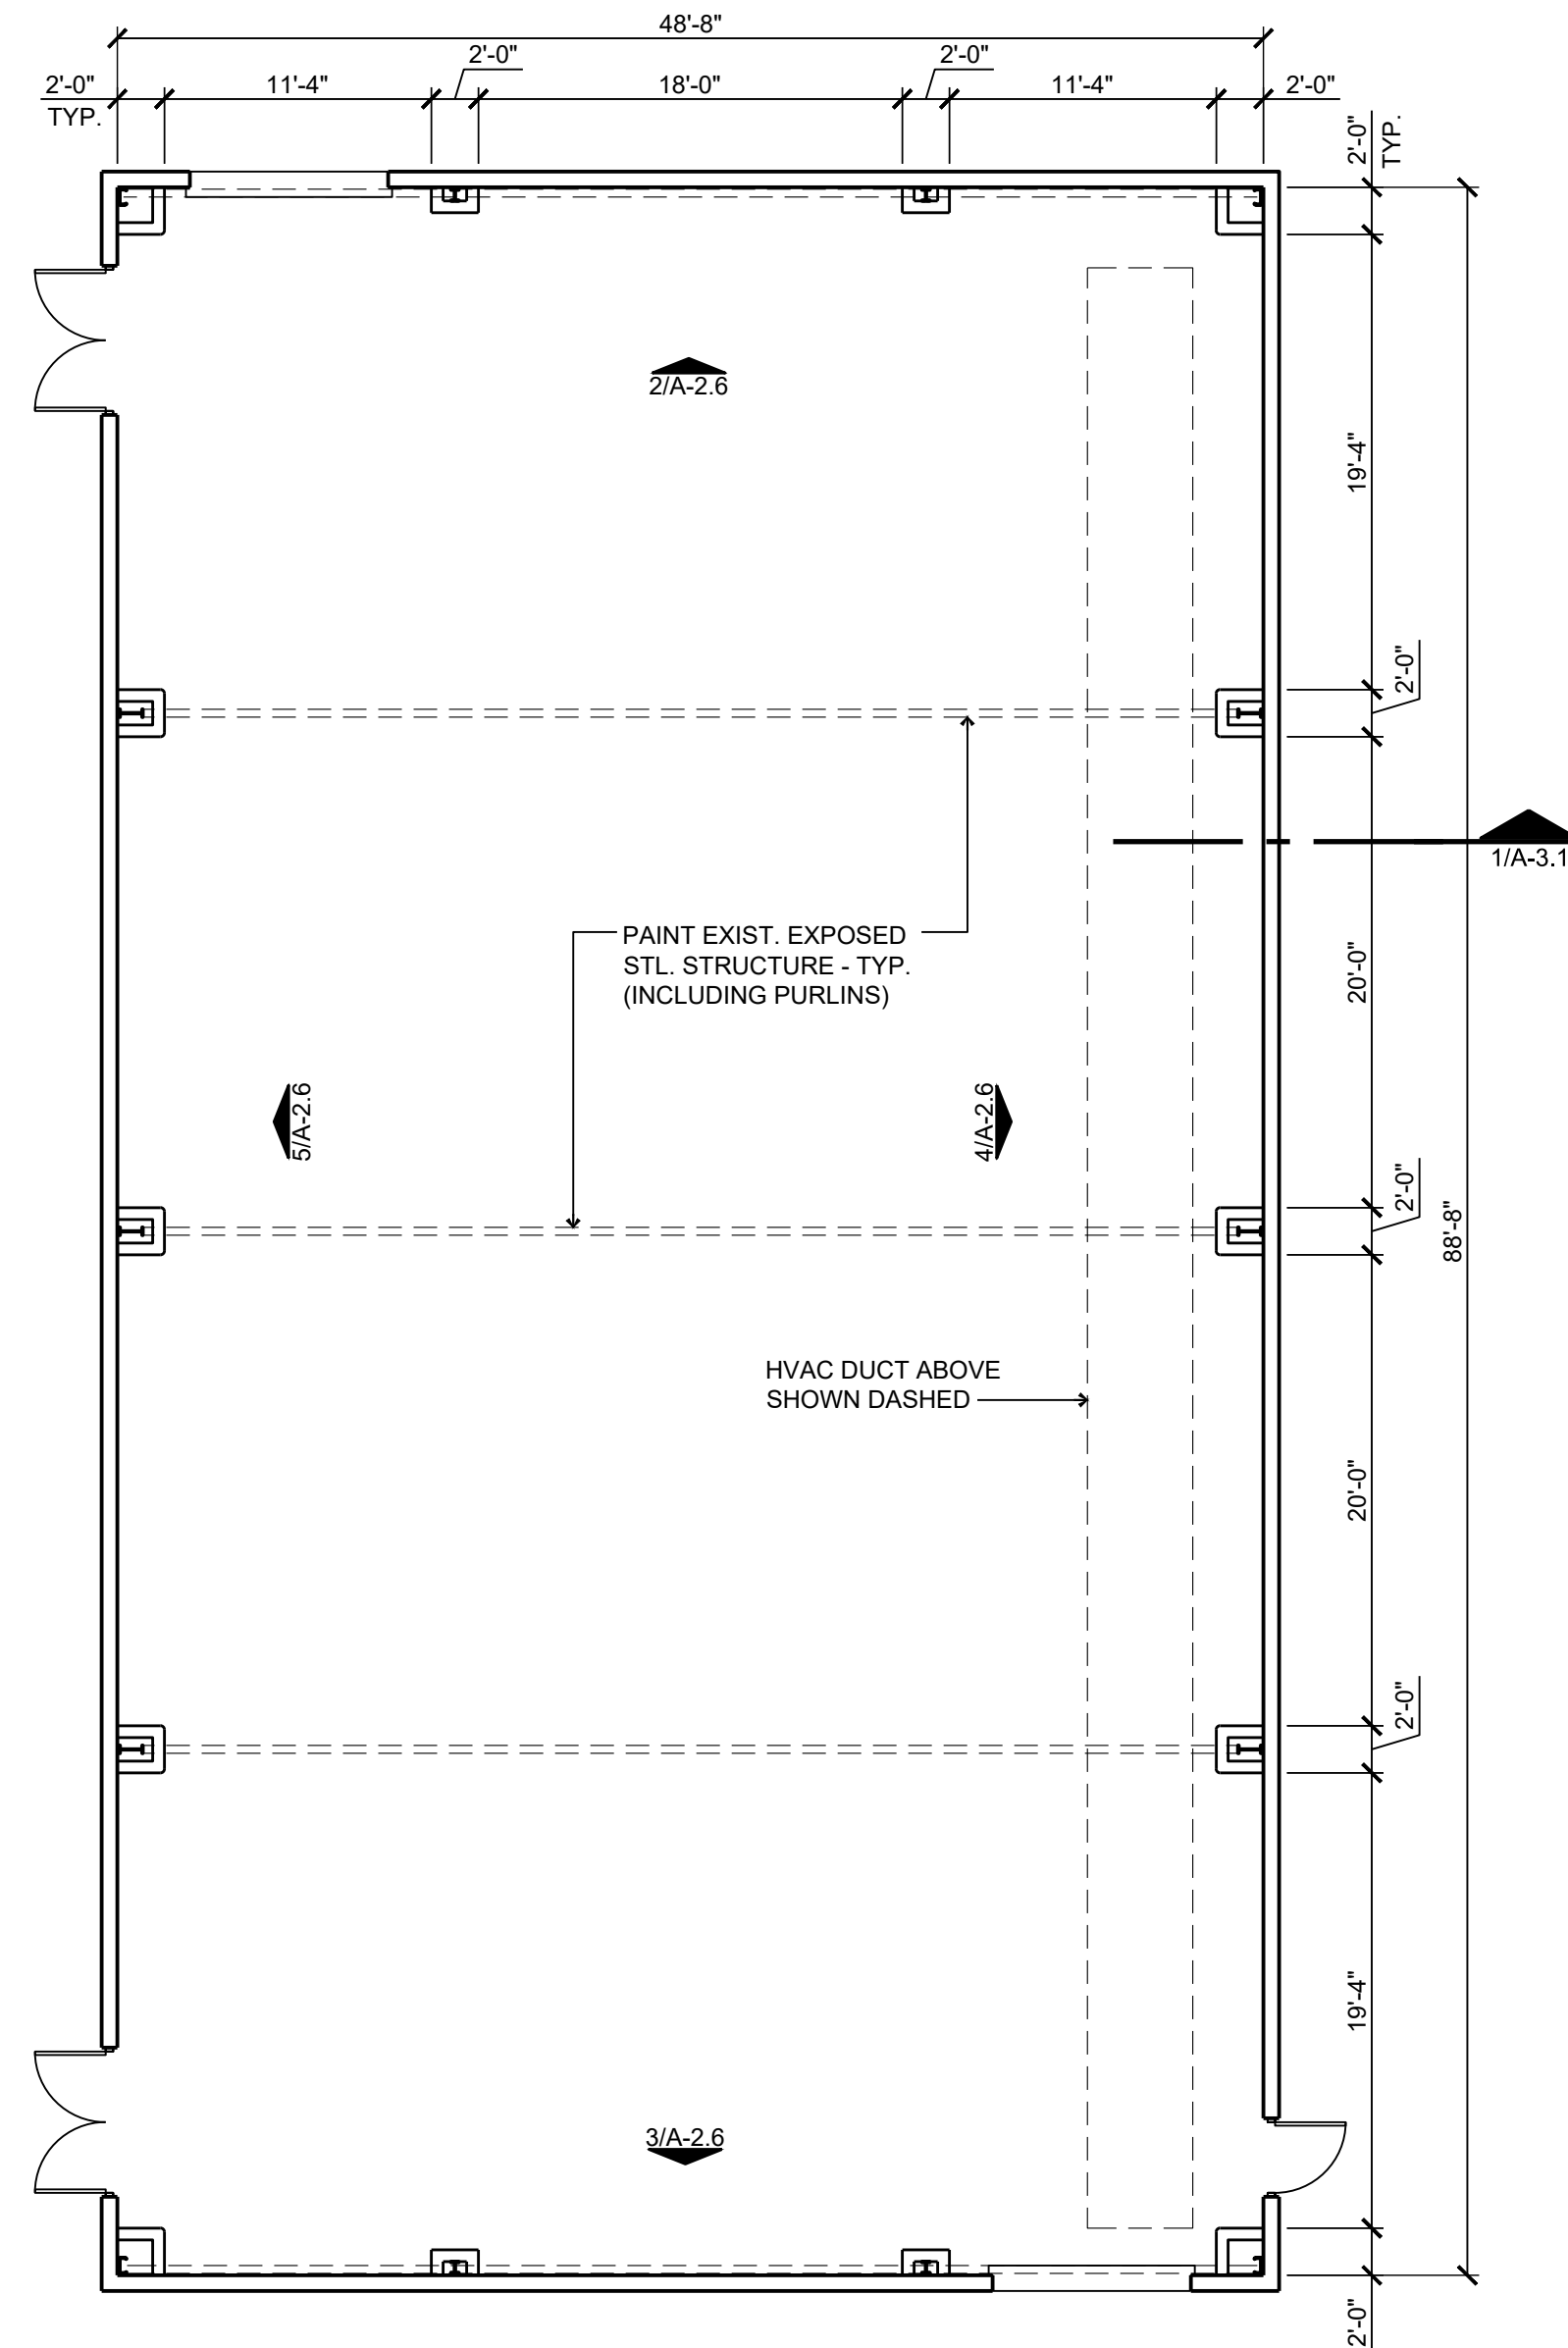 48'-8"
2'-0"
2'-0"
2'-0"
11'-4"
18'-0"
11'-4"
2'-0"
TYP.
2'-0"
TYP.
2/A-2.6
19'-4"
2'-0"
1/A-3.1
PAINT EXIST. EXPOSED
STL. STRUCTURE - TYP.
(INCLUDING PURLINS)
20'-0"
5/A-2.6
4/A-2.6
2'-0"
88'-8"
HVAC DUCT ABOVE
SHOWN DASHED
20'-0"
2'-0"
19'-4"
3/A-2.6
2'-0"